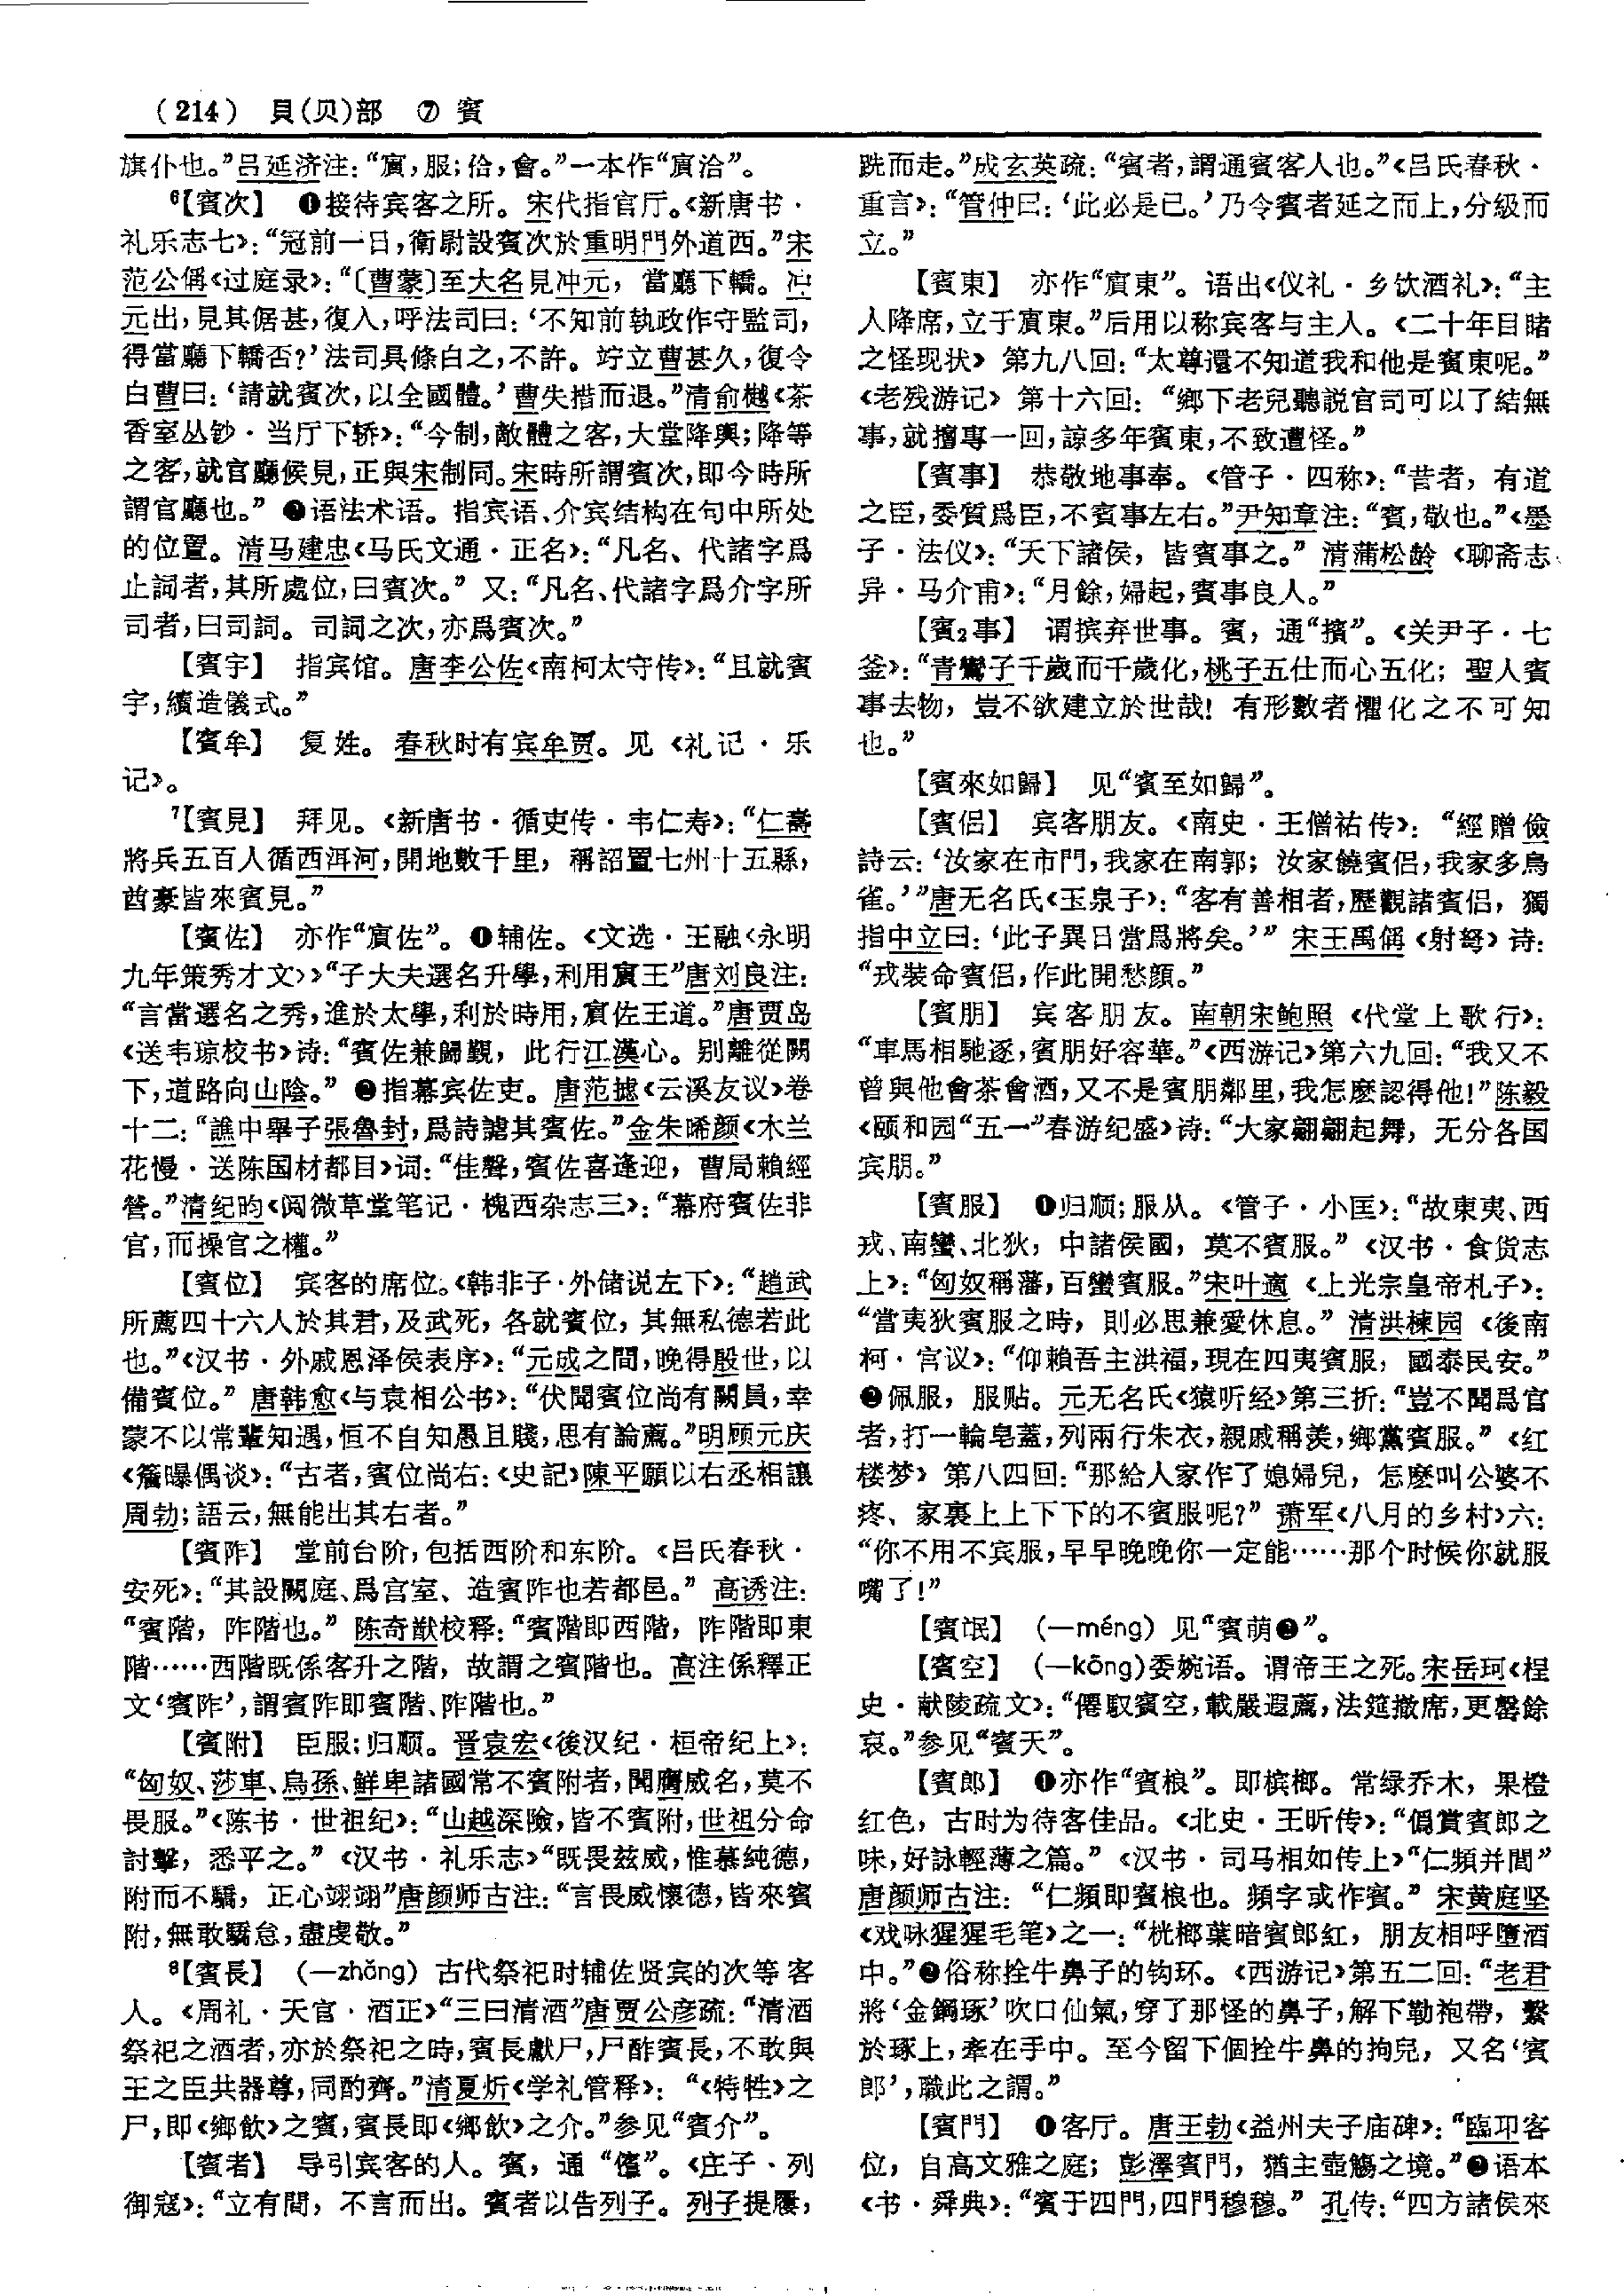 (214) 貝(贝)部 ⑦ 賓
旗仆也。”吕延济注：“賔，服；佮，會。”一本作“賔洽”。
⁶【賓次】 ❶接待宾客之所。宋代指官厅。《新唐书·
礼乐志七》：“冠前一日，衛尉設賓次於重明門外道西。”宋
范公偁《过庭录》：“〔曹蒙〕至大名見冲元，當廳下轎。冲
元出，見其倨甚，復入，呼法司曰：‘不知前執政作守監司，
得當廳下轎否？’法司具條白之，不許。竚立曹甚久，復令
白曹曰：‘請就賓次，以全國體。’曹失措而退。”清俞樾《茶
香室丛钞·当厅下轿》：“今制，敵體之客，大堂降輿；降等
之客，就官廳候見，正與宋制同。宋時所謂賓次，即今時所
謂官廳也。” ❷语法术语。指宾语、介宾结构在句中所处
的位置。清马建忠《马氏文通·正名》：“凡名、代諸字爲
止詞者，其所處位，曰賓次。” 又：“凡名、代諸字爲介字所
司者，曰司詞。司詞之次，亦爲賓次。”
【賓宇】 指宾馆。唐李公佐《南柯太守传》：“且就賓
宇，續造儀式。”
【賓牟】 复姓。春秋时有宾牟贾。见《礼记·乐
记》。
⁷【賓見】 拜见。《新唐书·循吏传·韦仁寿》：“仁壽
將兵五百人循西洱河，開地數千里，稱詔置七州十五縣，
酋豪皆來賓見。”
【賓佐】 亦作“賔佐”。❶辅佐。《文选·王融〈永明
九年策秀才文〉》“子大夫選名升學，利用賔王”唐刘良注：
“言當選名之秀，進於太學，利於時用，賔佐王道。”唐贾岛
《送韦琼校书》诗：“賓佐兼歸覲，此行江漢心。别離從闕
下，道路向山陰。” ❷指幕宾佐吏。唐范摅《云溪友议》卷
十二：“譙中舉子張魯封，爲詩謔其賓佐。”金朱晞颜《木兰
花慢·送陈国材都目》词：“佳聲，賓佐喜逢迎，曹局賴經
營。”清纪昀《阅微草堂笔记·槐西杂志三》：“幕府賓佐非
官，而操官之權。”
【賓位】 宾客的席位。《韩非子·外储说左下》：“趙武
所薦四十六人於其君，及武死，各就賓位，其無私德若此
也。”《汉书·外戚恩泽侯表序》：“元成之間，晚得殷世，以
備賓位。” 唐韩愈《与袁相公书》：“伏聞賓位尚有闕員，幸
蒙不以常輩知遇，恒不自知愚且賤，思有論薦。”明顾元庆
《簷曝偶谈》：“古者，賓位尚右：《史記》陳平願以右丞相讓
周勃；語云，無能出其右者。”
【賓阼】 堂前台阶，包括西阶和东阶。《吕氏春秋·
安死》：“其設闕庭、爲宫室、造賓阼也若都邑。” 高诱注：
“賓階，阼階也。” 陈奇猷校释：“賓階即西階，阼階即東
階……西階既係客升之階，故謂之賓階也。高注係釋正
文‘賓阼’，謂賓阼即賓階、阼階也。”
【賓附】 臣服；归顺。晋袁宏《後汉纪·桓帝纪上》：
“匈奴、莎車、烏孫、鮮卑諸國常不賓附者，聞膺威名，莫不
畏服。”《陈书·世祖纪》：“山越深險，皆不賓附，世祖分命
討擊，悉平之。” 《汉书·礼乐志》“既畏兹威，惟慕純德，
附而不驕，正心翊翊”唐颜师古注：“言畏威懷德，皆來賓
附，無敢驕怠，盡虔敬。”
⁸【賓長】 （—zhǎng）古代祭祀时辅佐贤宾的次等客
人。《周礼·天官·酒正》“三曰清酒”唐贾公彦疏：“清酒
祭祀之酒者，亦於祭祀之時，賓長獻尸，尸酢賓長，不敢與
王之臣共器尊，同酌齊。”清夏炘《学礼管释》：“《特牲》之
尸，即《鄉飲》之賓，賓長即《鄉飲》之介。”参见“賓介”。
【賓者】 导引宾客的人。賓，通“儐”。《庄子·列
御寇》：“立有間，不言而出。賓者以告列子。列子提屨，
跣而走。”成玄英疏：“賓者，謂通賓客人也。”《吕氏春秋·
重言》：“管仲曰：‘此必是已。’乃令賓者延之而上，分級而
立。”
【賓東】 亦作“賔東”。语出《仪礼·乡饮酒礼》：“主
人降席，立于賔東。”后用以称宾客与主人。《二十年目睹
之怪现状》第九八回：“太尊還不知道我和他是賓東呢。”
《老残游记》第十六回：“鄉下老兒聽説官司可以了結無
事，就擅專一回，諒多年賓東，不致遭怪。”
【賓事】 恭敬地事奉。《管子·四称》：“昔者，有道
之臣，委質爲臣，不賓事左右。”尹知章注：“賓，敬也。”《墨
子·法仪》：“天下諸侯，皆賓事之。” 清蒲松龄《聊斋志
异·马介甫》：“月餘，婦起，賓事良人。”
【賓₂事】 谓摈弃世事。賓，通“擯”。《关尹子·七
釜》：“青鸞子千歲而千歲化，桃子五仕而心五化；聖人賓
事去物，豈不欲建立於世哉！有形數者懼化之不可知
也。”
【賓來如歸】 见“賓至如歸”。
【賓侣】 宾客朋友。《南史·王僧祐传》：“經贈儉
詩云：‘汝家在市門，我家在南郭；汝家饒賓侣，我家多鳥
雀。’”唐无名氏《玉泉子》：“客有善相者，歷觀諸賓侣，獨
指中立曰：‘此子異日當爲將矣。’” 宋王禹偁《射弩》诗：
“戎裝命賓侣，作此開愁顔。”
【賓朋】 宾客朋友。南朝宋鲍照《代堂上歌行》：
“車馬相馳逐，賓朋好容華。”《西游记》第六九回：“我又不
曾與他會茶會酒，又不是賓朋鄰里，我怎麽認得他！”陈毅
《颐和园“五一”春游纪盛》诗：“大家翩翩起舞，无分各国
宾朋。”
【賓服】 ❶归顺；服从。《管子·小匡》：“故東夷、西
戎、南蠻、北狄，中諸侯國，莫不賓服。” 《汉书·食货志
上》：“匈奴稱藩，百蠻賓服。”宋叶適《上光宗皇帝札子》：
“當夷狄賓服之時，則必思兼愛休息。” 清洪楝园《後南
柯·宫议》：“仰賴吾主洪福，現在四夷賓服，國泰民安。”
❷佩服，服贴。元无名氏《猿听经》第三折：“豈不聞爲官
者，打一輪皂蓋，列兩行朱衣，親戚稱羡，鄉黨賓服。”《红
楼梦》第八四回：“那給人家作了媳婦兒，怎麽叫公婆不
疼、家裏上上下下的不賓服呢？” 萧军《八月的乡村》六：
“你不用不宾服，早早晚晚你一定能……那个时候你就服
嘴了！”
【賓氓】 （—méng）见“賓萌❷”。
【賓空】 （—kōng）委婉语。谓帝王之死。宋岳珂《桯
史·献陵疏文》：“僊馭賓空，載嚴遐薦，法筵撤席，更罄餘
哀。”参见“賓天”。
【賓郎】 ❶亦作“賓桹”。即槟榔。常绿乔木，果橙
红色，古时为待客佳品。《北史·王昕传》：“僞賞賓郎之
味，好詠輕薄之篇。”《汉书·司马相如传上》“仁頻并閭”
唐颜师古注：“仁頻即賓桹也。頻字或作賓。” 宋黄庭坚
《戏咏猩猩毛笔》之一：“桄榔葉暗賓郎紅，朋友相呼墮酒
中。”❷俗称拴牛鼻子的钩环。《西游记》第五二回：“老君
將‘金鋼琢’吹口仙氣，穿了那怪的鼻子，解下勒袍帶，繫
於琢上，牽在手中。至今留下個拴牛鼻的拘兒，又名‘賓
郎’，職此之謂。”
【賓門】 ❶客厅。唐王勃《益州夫子庙碑》：“臨邛客
位，自高文雅之庭；彭澤賓門，猶主壺觴之境。”❷语本
《书·舜典》：“賓于四門，四門穆穆。” 孔传：“四方諸侯來